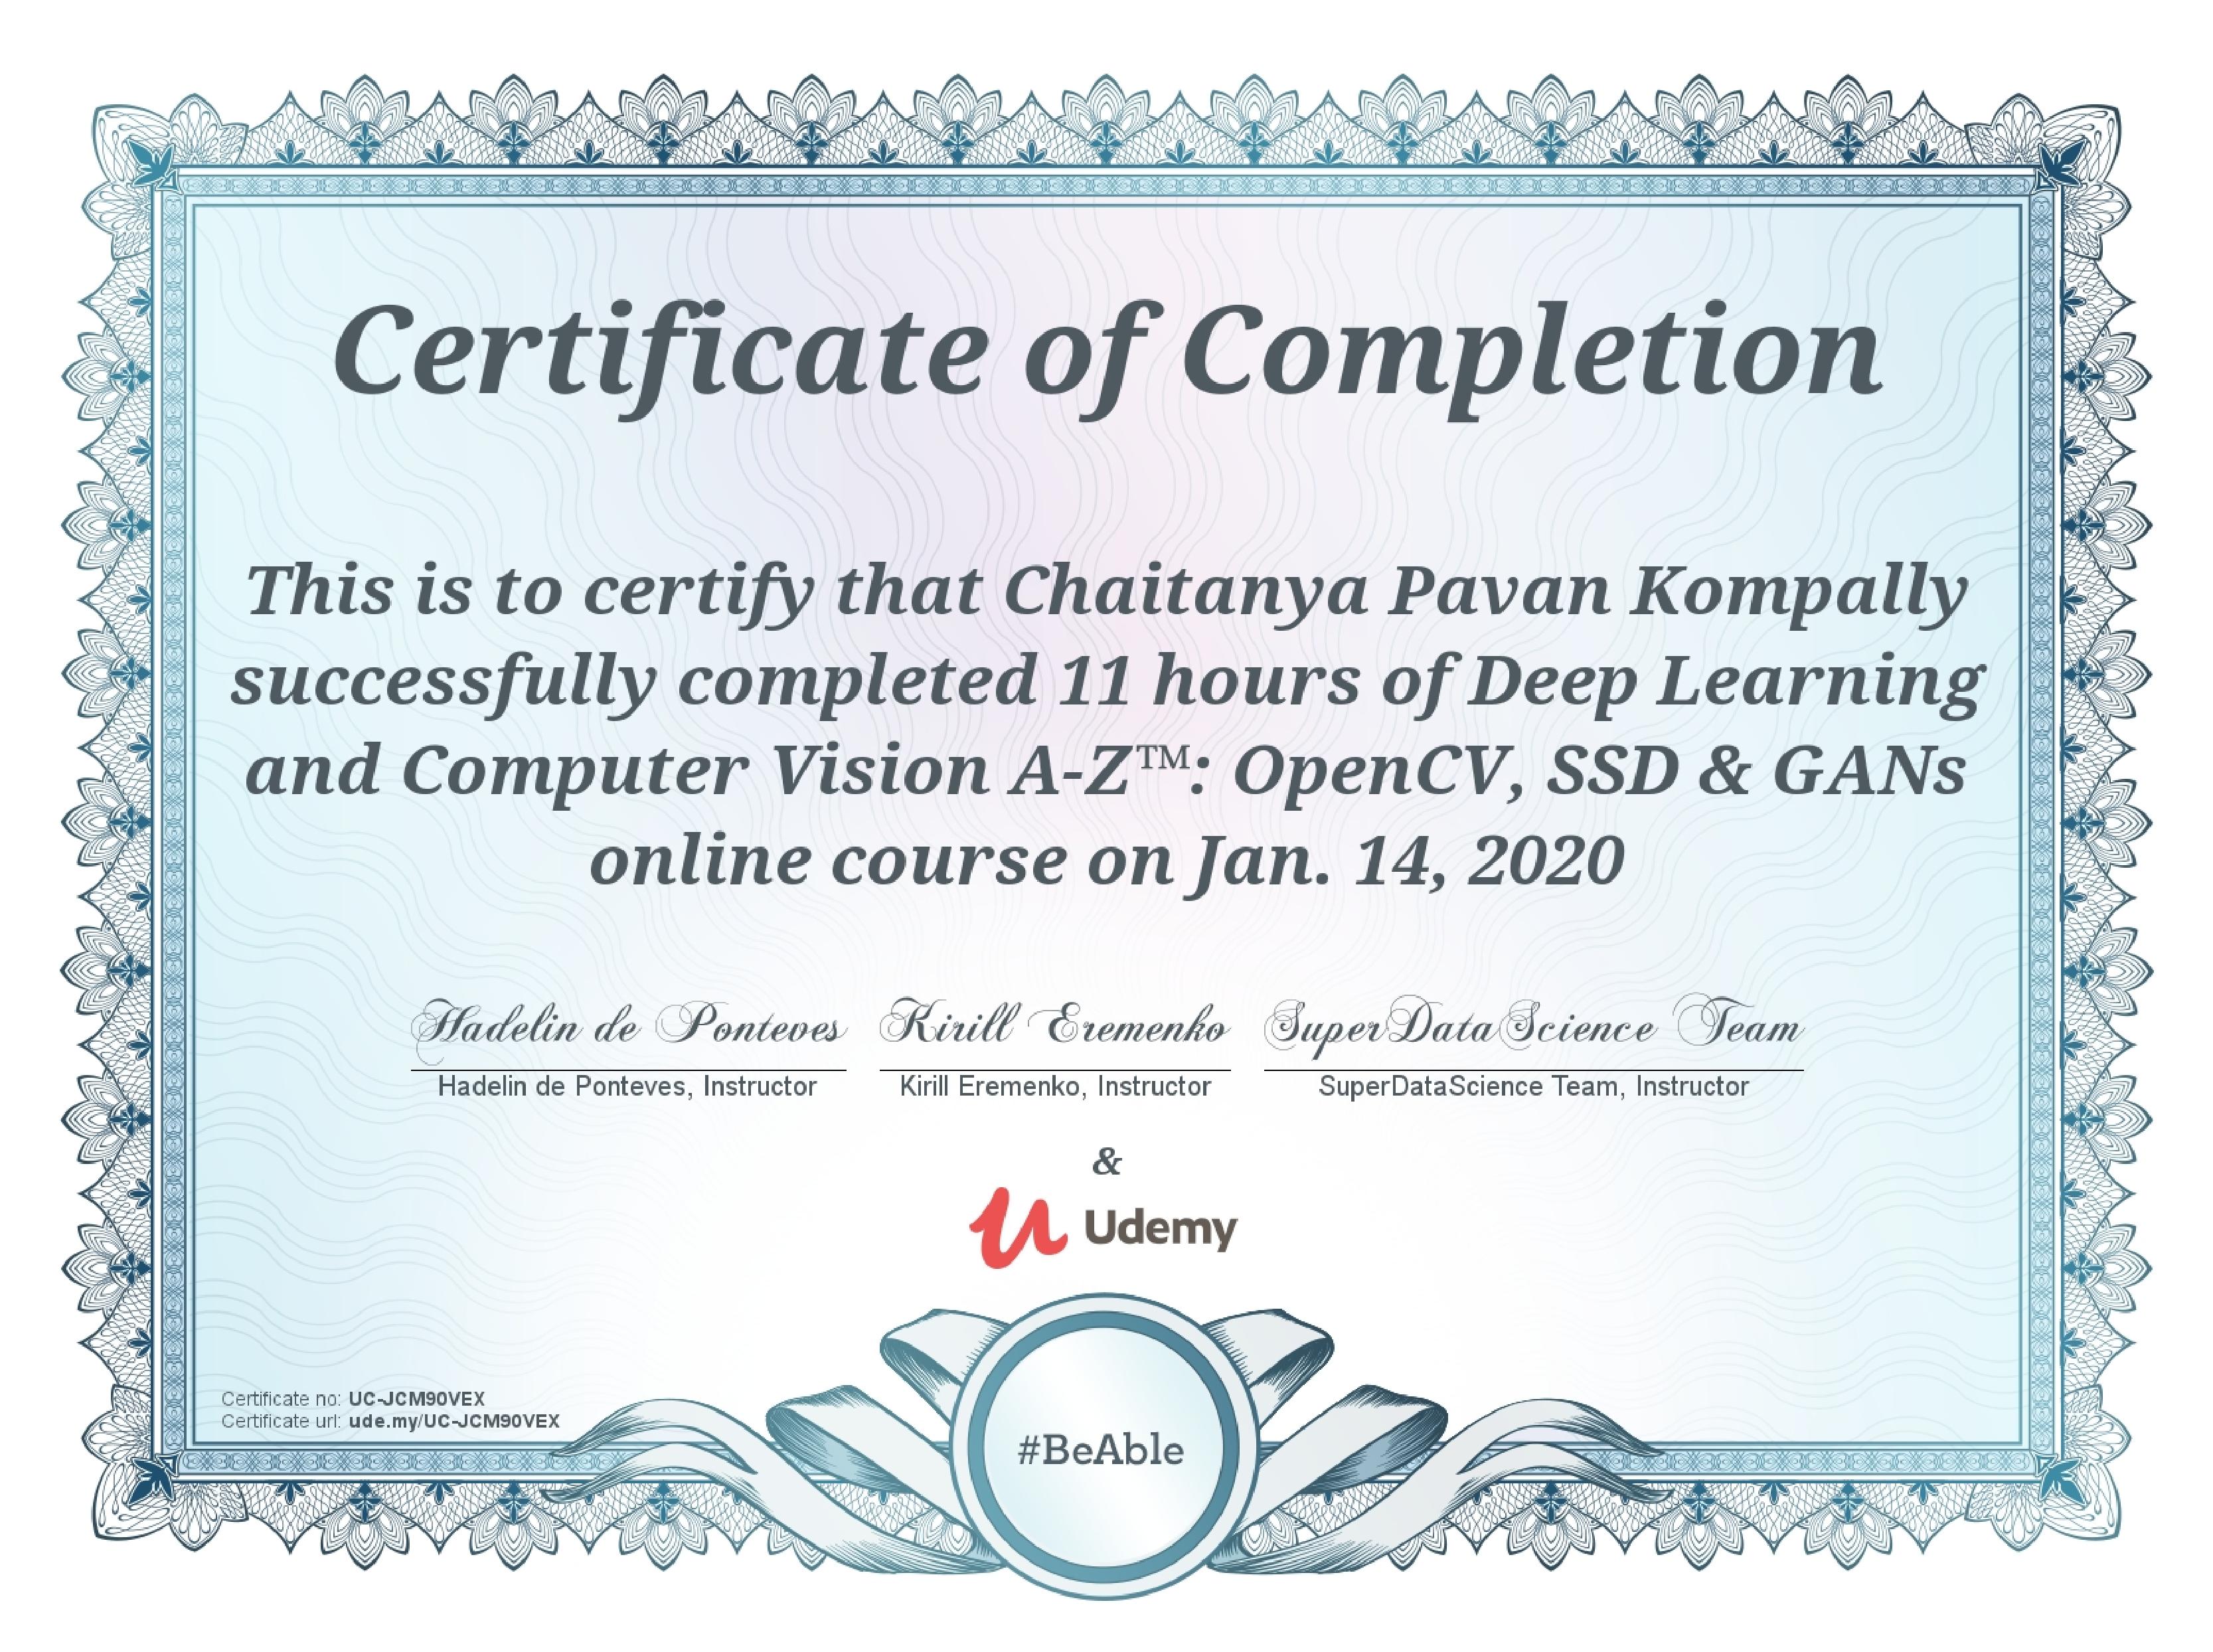 Certificate of Completion
This is to certify that Chaitanya Pavan Kompally
successfully completed 11 hours of Deep Learning
and Computer Vision A-Z™: OpenCV, SSD & GANs
online course on Jan. 14, 2020
Hadelin de Ponteves Kirill Eremenko SuperDataScience Team
Hadelin de Ponteves, Instructor Kirill Eremenko, Instructor SuperDataScience Team, Instructor
&
Udemy
Certificate no: UC-JCM90VEX
Certificate url: ude.my/UC-JCM90VEX
#BeAble